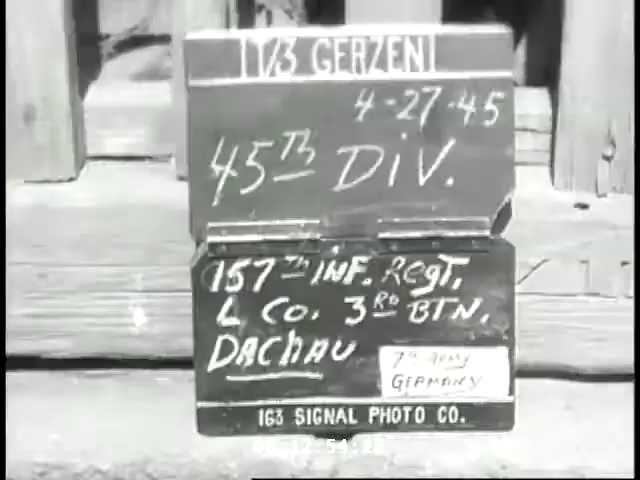 T/3 GERZEN
4-27-45
45TH DIV.
157TH INF. RegT.
L Co. 3RD BTN.
DACHAU
7TH ARMY
GERMANY
163 SIGNAL PHOTO CO.